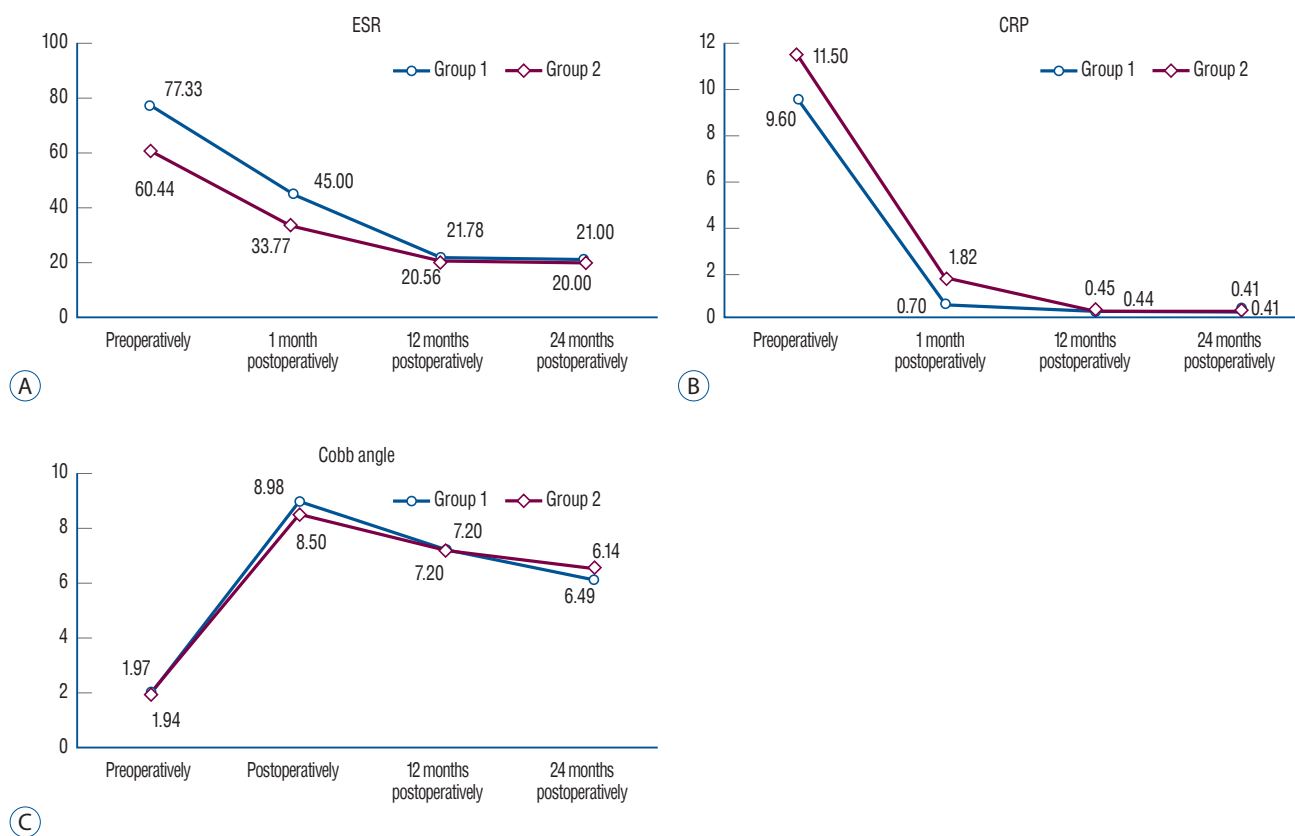 ESR
100
80
60
40
20
0
Group 1
Group 2
77.33
60.44
45.00
33.77
21.78
20.56
21.00
20.00
Preoperatively
1 month
postoperatively
12 months
postoperatively
24 months
postoperatively
A
CRP
12
10
8
6
4
2
0
Group 1
Group 2
11.50
9.60
1.82
0.70
0.45
0.44
0.41
0.41
Preoperatively
1 month
postoperatively
12 months
postoperatively
24 months
postoperatively
B
Cobb angle
10
8
6
4
2
0
Group 1
Group 2
1.97
1.94
8.98
8.50
7.20
7.20
6.14
6.49
Preoperatively
Postoperatively
12 months
postoperatively
24 months
postoperatively
C